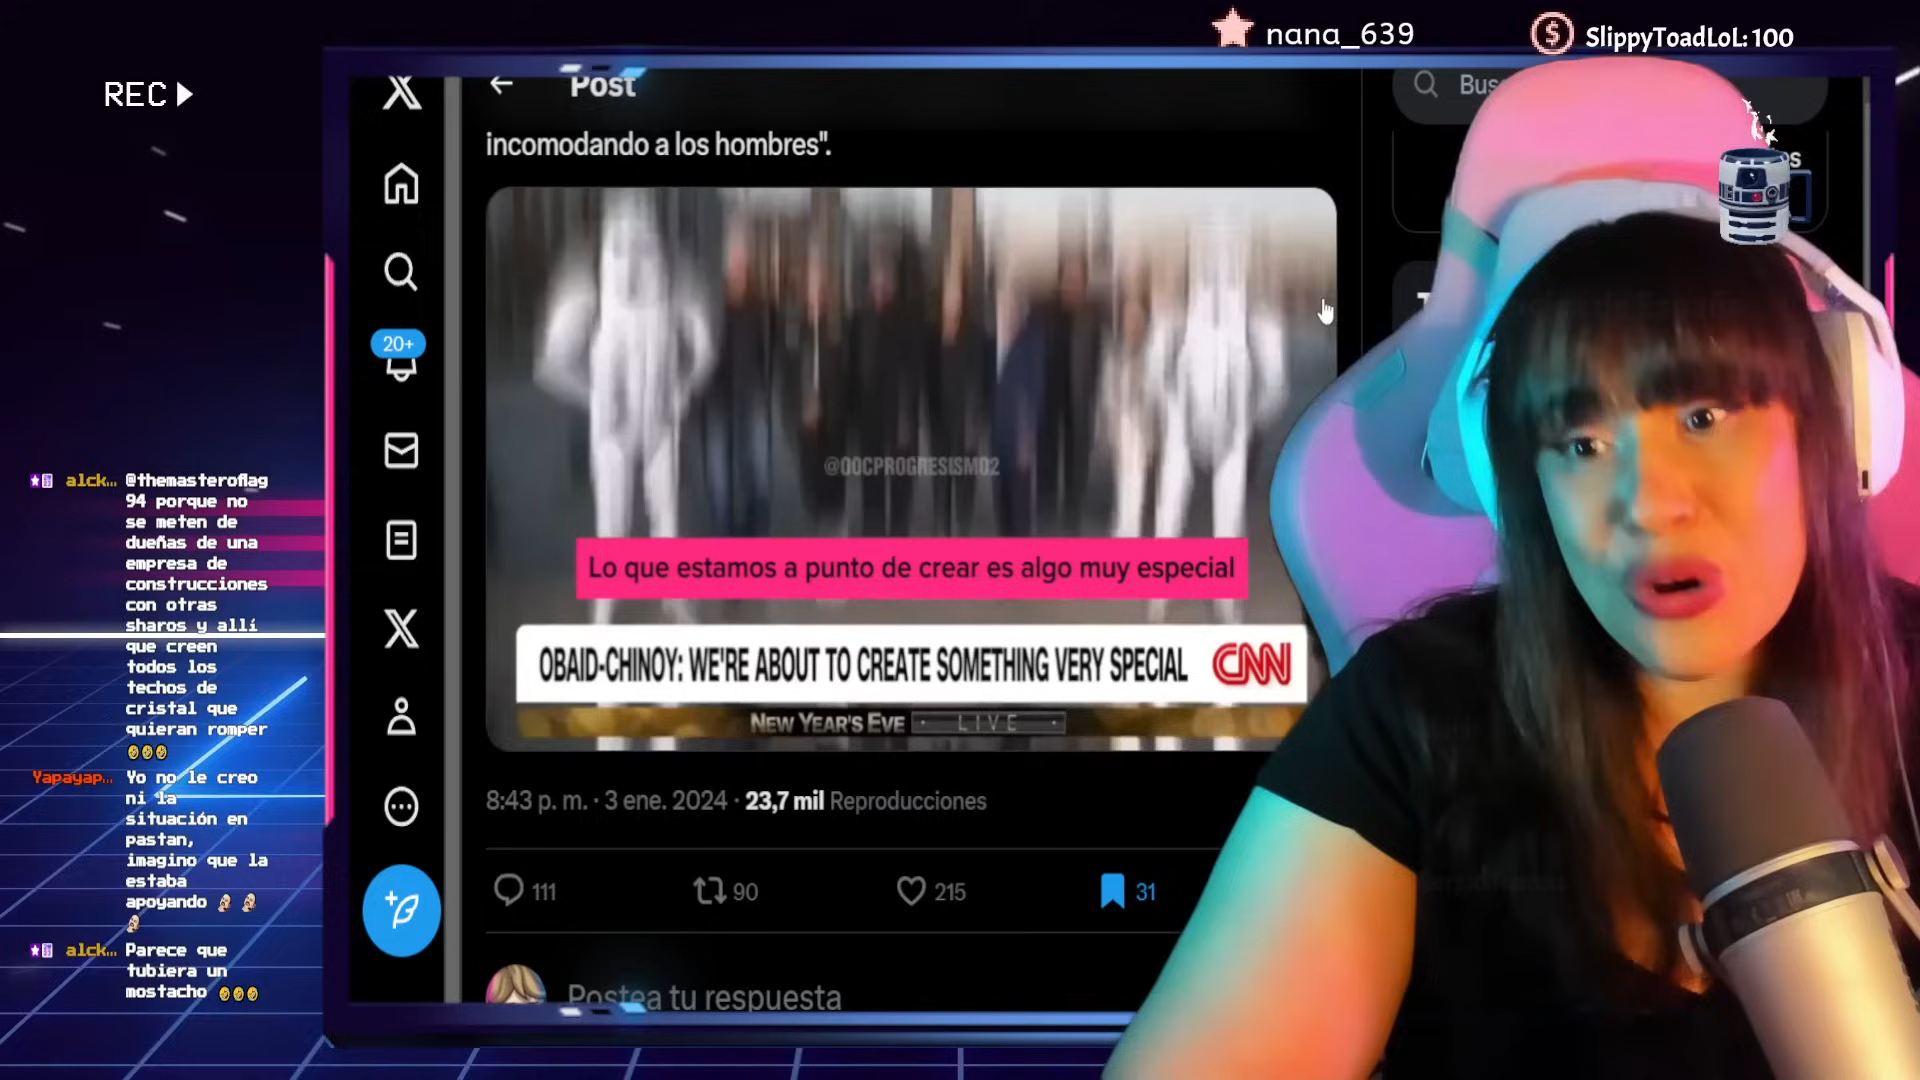 nana_639
SlippyToadLoL: 100
REC
Post
incomodando a los hombres".
20+
@OOCPROGRESISMO2
Lo que estamos a punto de crear es algo muy especial
OBAID-CHINOY: WE'RE ABOUT TO CREATE SOMETHING VERY SPECIAL CNN
NEW YEAR'S EVE LIVE
8:43 p. m. · 3 ene. 2024 · 23,7 mil Reproducciones
111 90 215 31
Postea tu respuesta
alck... @themasteroflag
94 porque no
se meten de
dueñas de una
empresa de
construcciones
con otras
sharos y allí
que creen
todos los
techos de
cristal que
quieran romper
Yapayap... Yo no le creo
ni la
situación en
pastan,
imagino que la
estaba
apoyando
alck... Parece que
tubiera un
mostacho